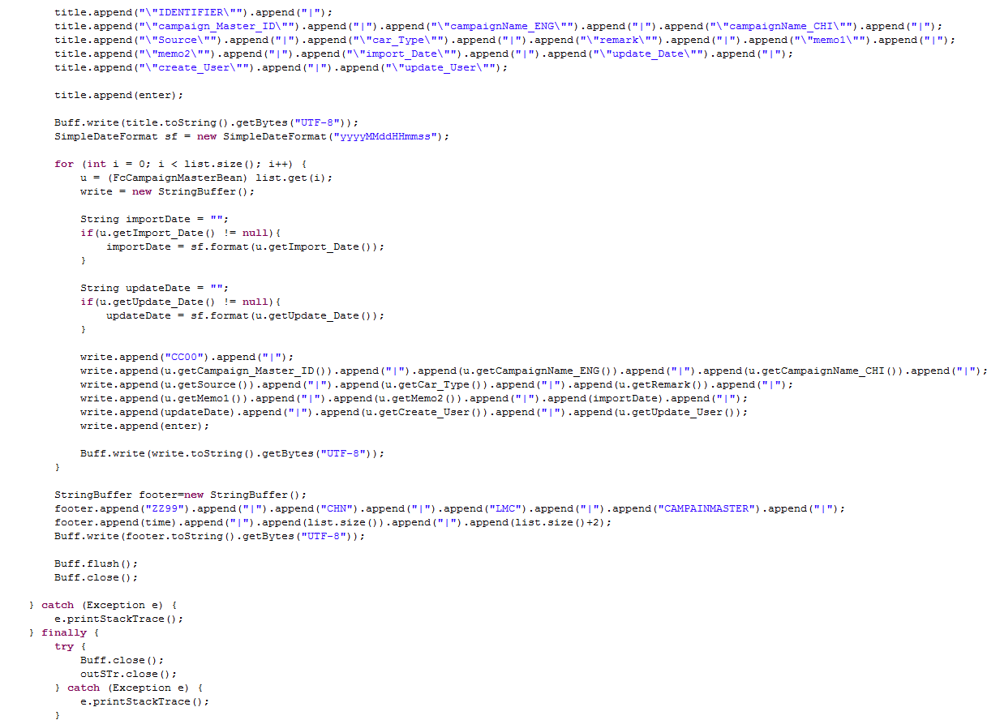 title.append("\"IDENTIFIER\"").append("|");
title.append("\"campaign_Master_ID\"").append("|").append("\"campaignName_ENG\"").append("|").append("\"campaignName_CHI\"").append("|");
title.append("\"Source\"").append("|").append("\"car_Type\"").append("|").append("\"remark\"").append("|").append("\"memo1\"").append("|");
title.append("\"memo2\"").append("|").append("\"import_Date\"").append("|").append("\"update_Date\"").append("|");
title.append("\"create_User\"").append("|").append("\"update_User\"");
title.append(enter);
Buff.write(title.toString().getBytes("UTF-8"));
SimpleDateFormat sf = new SimpleDateFormat("yyyyMMddHHmmss");
for (int i = 0; i < list.size(); i++) {
u = (FcCampaignMasterBean) list.get(i);
write = new StringBuffer();
String importDate = "";
if(u.getImport_Date() != null){
importDate = sf.format(u.getImport_Date());
}
String updateDate = "";
if(u.getUpdate_Date() != null){
updateDate = sf.format(u.getUpdate_Date());
}
write.append("CC00").append("|");
write.append(u.getCampaign_Master_ID()).append("|").append(u.getCampaignName_ENG()).append("|").append(u.getCampaignName_CHI()).append("|");
write.append(u.getSource()).append("|").append(u.getCar_Type()).append("|").append(u.getRemark()).append("|");
write.append(u.getMemo1()).append("|").append(u.getMemo2()).append("|").append(importDate).append("|");
write.append(updateDate).append("|").append(u.getCreate_User()).append("|").append(u.getUpdate_User());
write.append(enter);
Buff.write(write.toString().getBytes("UTF-8"));
}
StringBuffer footer=new StringBuffer();
footer.append("ZZ99").append("|").append("CHN").append("|").append("LMC").append("|").append("CAMPAINMASTER").append("|");
footer.append(time).append("|").append(list.size()).append("|").append(list.size()+2);
Buff.write(footer.toString().getBytes("UTF-8"));
Buff.flush();
Buff.close();
} catch (Exception e) {
e.printStackTrace();
} finally {
try {
Buff.close();
outSTr.close();
} catch (Exception e) {
e.printStackTrace();
}